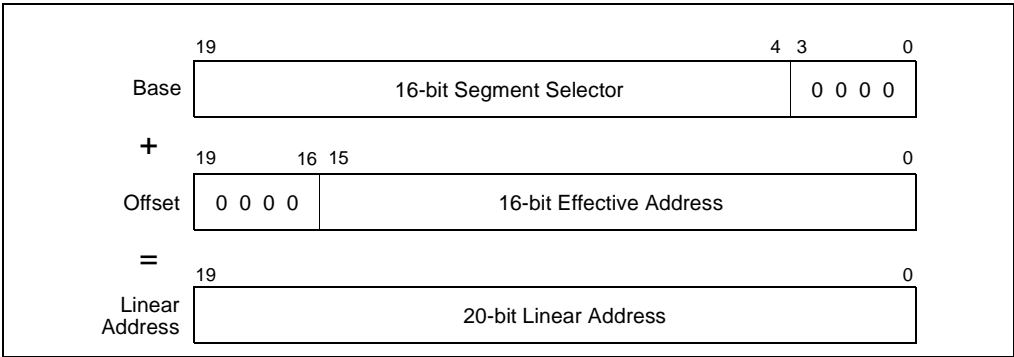 19 4 3 0
Base 16-bit Segment Selector 0 0 0 0
+
19 16 15 0
Offset 0 0 0 0 16-bit Effective Address
=
19 0
Linear
Address
20-bit Linear Address